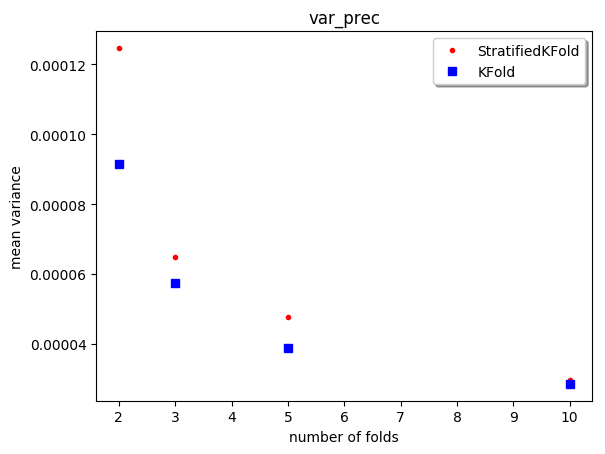 var_prec
StratifiedKFold
KFold
mean variance
0.00012
0.00010
0.00008
0.00006
0.00004
2 3 4 5 6 7 8 9 10
number of folds